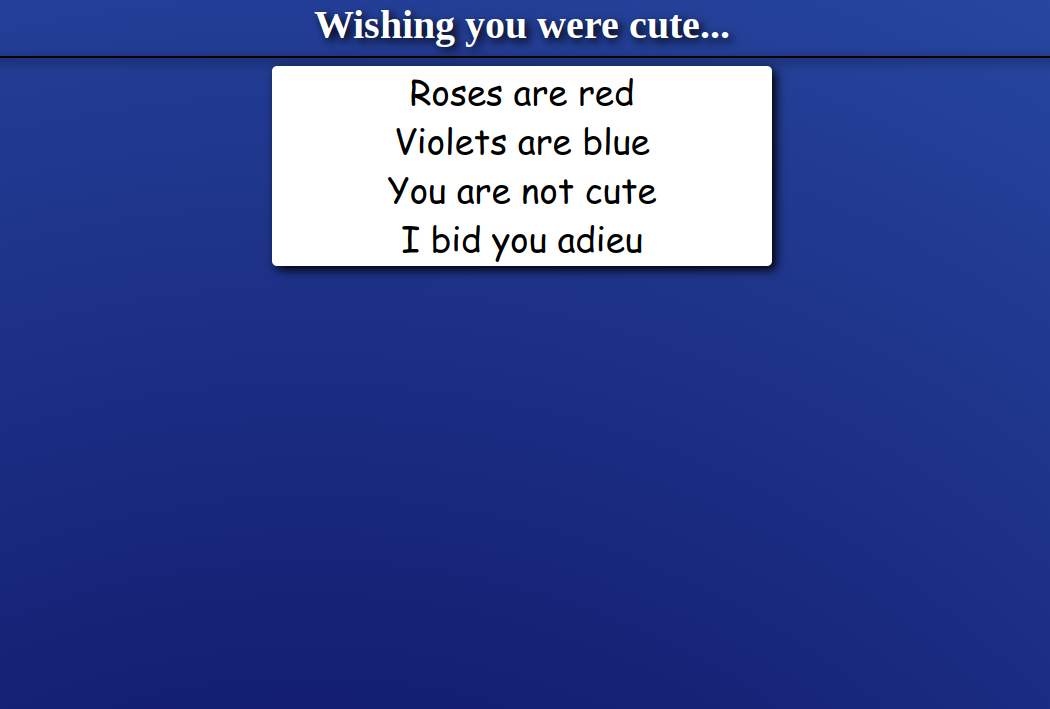 Wishing you were cute...
Roses are red
Violets are blue
You are not cute
I bid you adieu